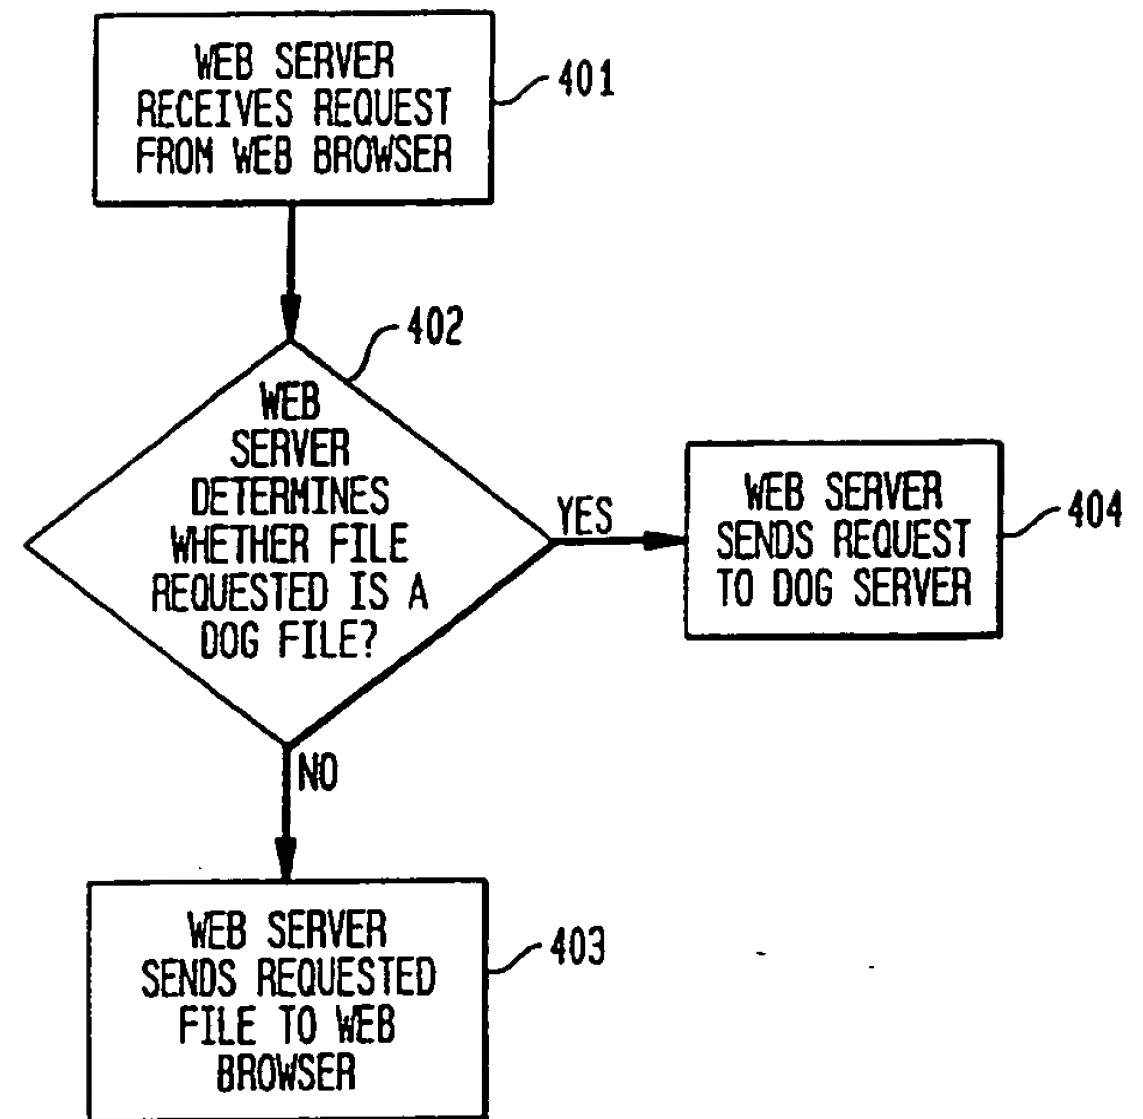 WEB SERVER
RECEIVES REQUEST
FROM WEB BROWSER
401
402
WEB
SERVER
DETERMINES
WHETHER FILE
REQUESTED IS A
DOG FILE?
YES
WEB SERVER
SENDS REQUEST
TO DOG SERVER
404
NO
WEB SERVER
SENDS REQUESTED
FILE TO WEB
BROWSER
403